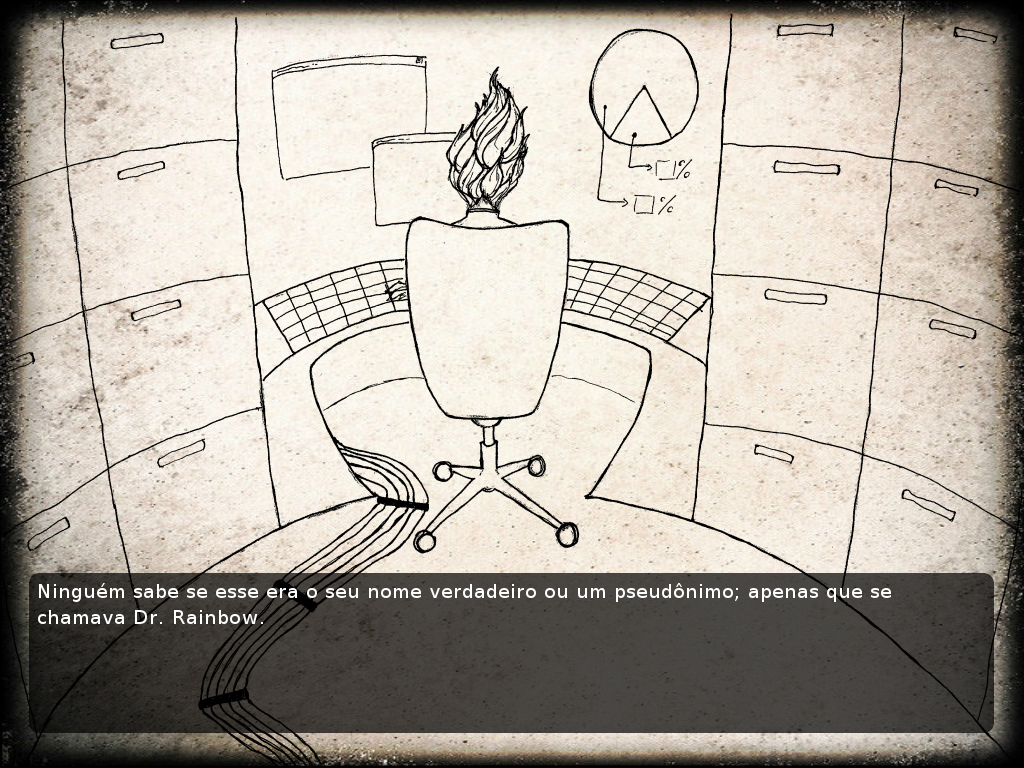 %
%
Ninguém sabe se esse era o seu nome verdadeiro ou um pseudônimo; apenas que se
chamava Dr. Rainbow.